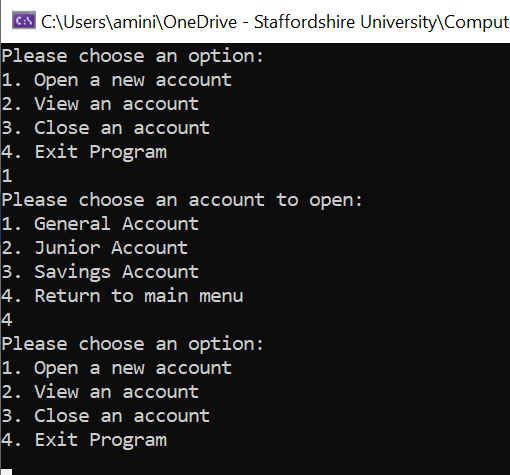 C:\Users\amini\OneDrive - Staffordshire University\Comput
Please choose an option:
1. Open a new account
2. View an account
3. Close an account
4. Exit Program
1
Please choose an account to open:
1. General Account
2. Junior Account
3. Savings Account
4. Return to main menu
4
Please choose an option:
1. Open a new account
2. View an account
3. Close an account
4. Exit Program